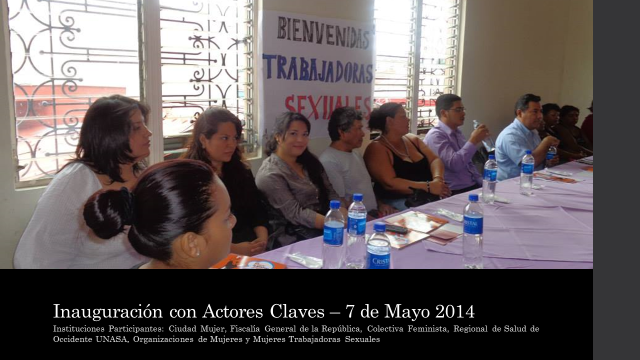 BIENVENIDAS
TRABAJADORAS
SEXUALES
Inauguración con Actores Claves – 7 de Mayo 2014
Instituciones Participantes: Ciudad Mujer, Fiscalía General de la República, Colectiva Feminista, Regional de Salud de
Occidente UNASA, Organizaciones de Mujeres y Mujeres Trabajadoras Sexuales